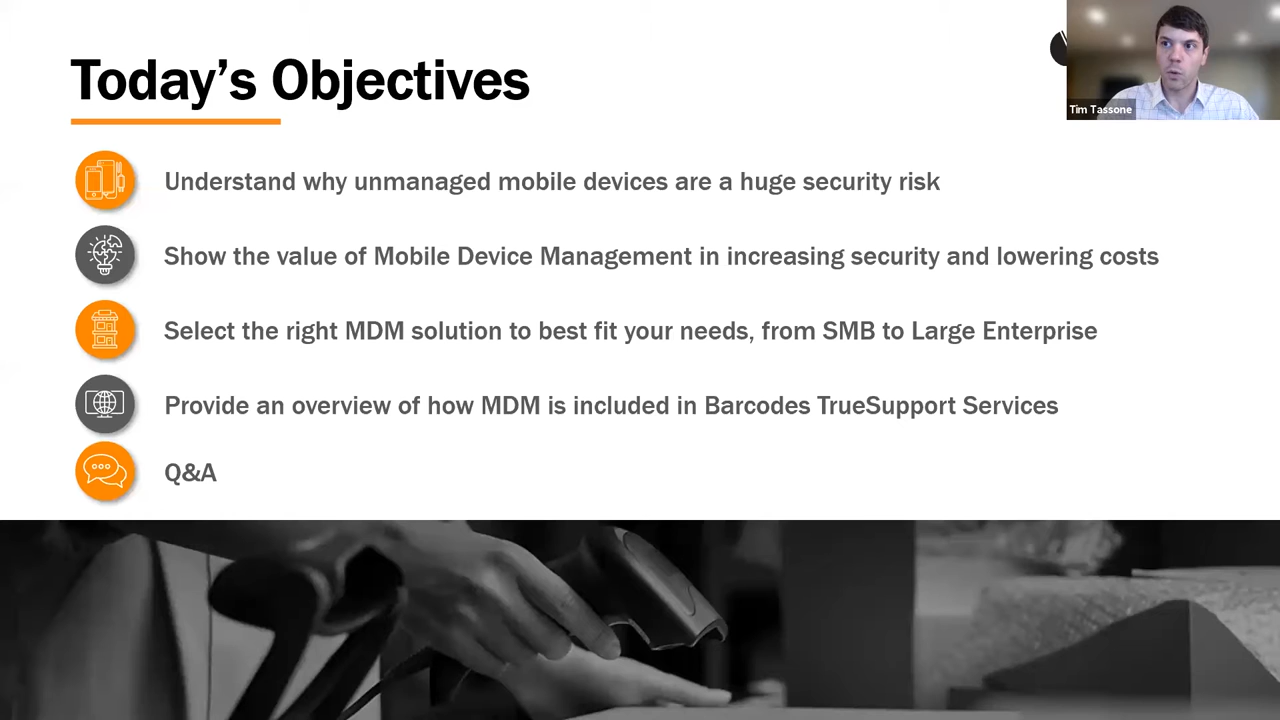 Today's Objectives
Tim Tassone
Understand why unmanaged mobile devices are a huge security risk
Show the value of Mobile Device Management in increasing security and lowering costs
Select the right MDM solution to best fit your needs, from SMB to Large Enterprise
Provide an overview of how MDM is included in Barcodes TrueSupport Services
Q&A